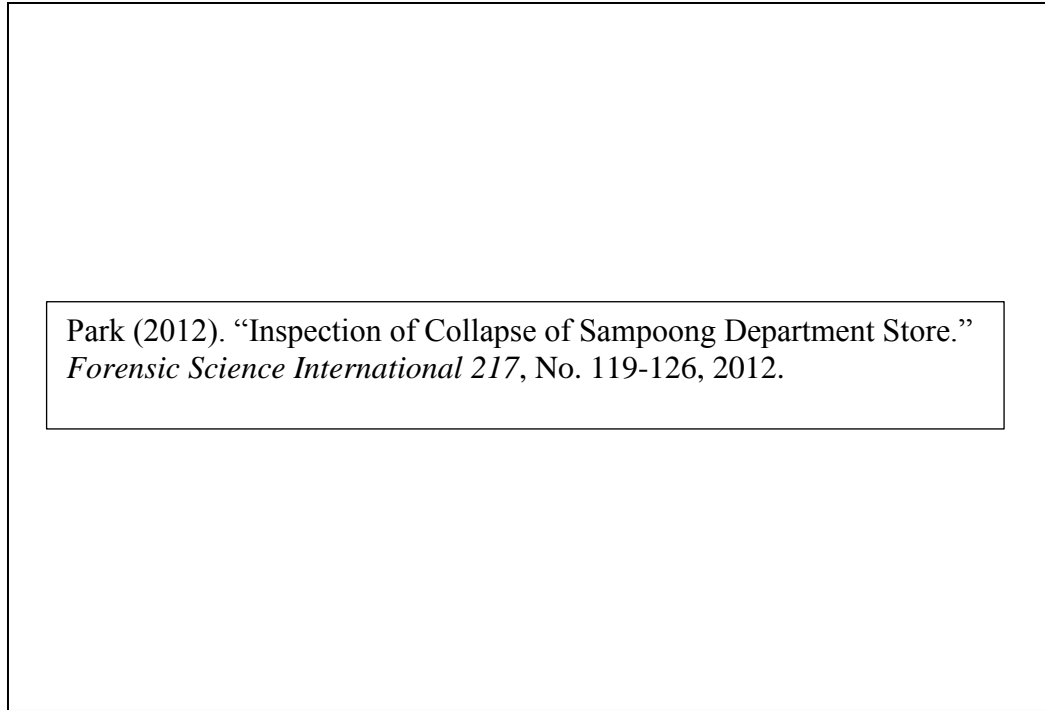 Park (2012). “Inspection of Collapse of Sampoong Department Store.”
Forensic Science International 217, No. 119-126, 2012.